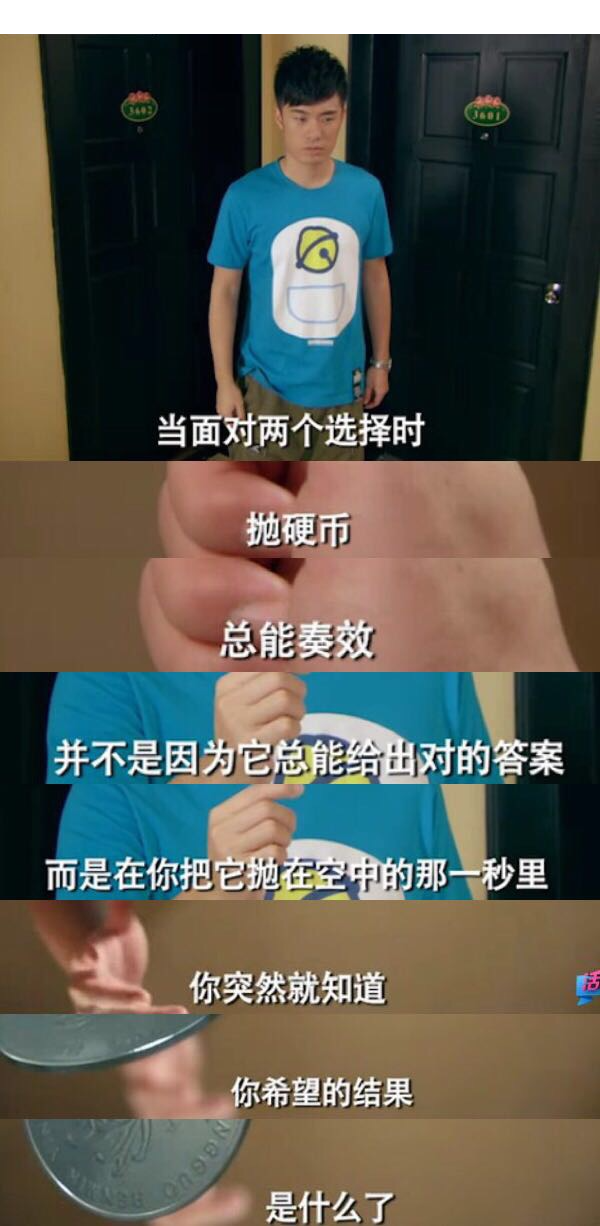 3602
3601
当面对两个选择时
抛硬币
总能奏效
并不是因为它总能给出对的答案
而是在你把它抛在空中的那一秒里
你突然就知道
活
你希望的结果
是什么了